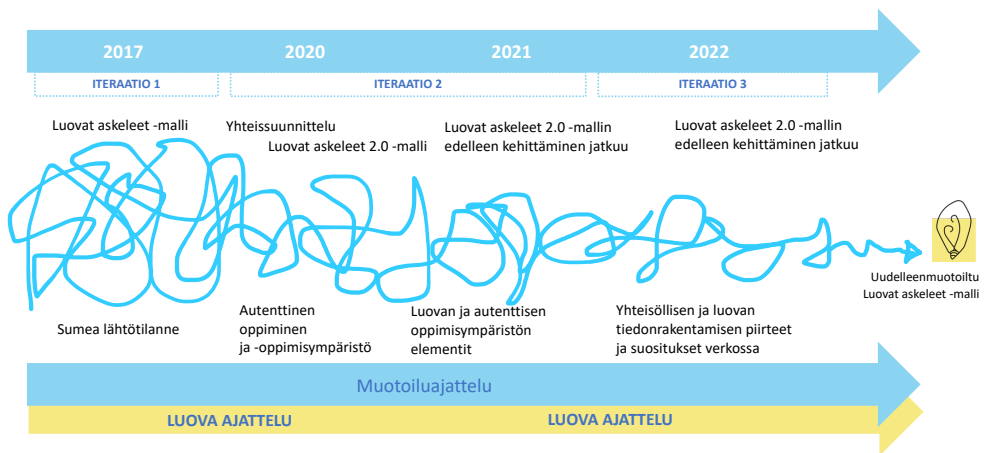 2017
2020
2021
2022
ITERAATIO 1
ITERAATIO 2
ITERAATIO 3
Luovat askeleet -malli
Yhteissuunnittelu
Luovat askeleet 2.0 -malli
Luovat askeleet 2.0 -mallin
edelleen kehittäminen jatkuu
Luovat askeleet 2.0 -mallin
edelleen kehittäminen jatkuu
Uudelleenmuotoiltu
Luovat askeleet -malli
Sumea lähtötilanne
Autenttinen
oppiminen
ja -oppimisympäristö
Luovan ja autenttisen
oppimisympäristön
elementit
Yhteisöllisen ja luovan
tiedonrakentamisen piirteet
ja suositukset verkossa
Muotoiluajattelu
LUOVA AJATTELU
LUOVA AJATTELU